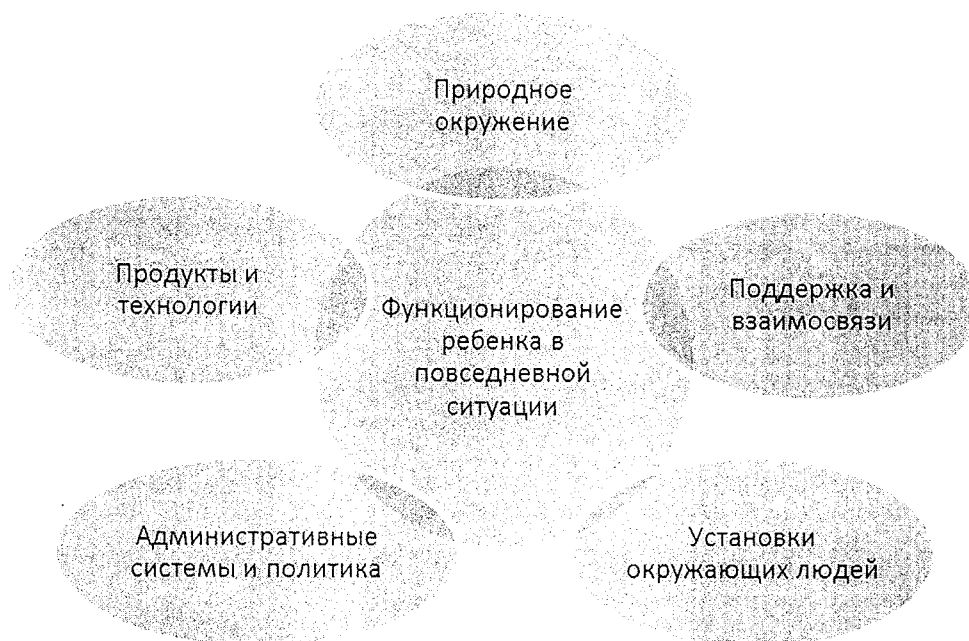 Природное
окружение
Продукты и
технологии
Функционирование
ребенка в
повседневной
ситуации
Поддержка и
взаимосвязи
Административные
системы и политика
Установки
окружающих людей